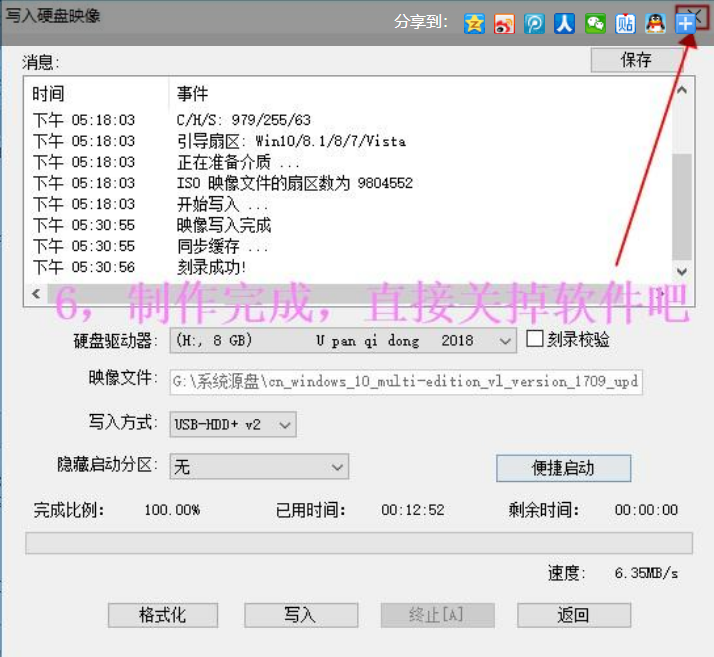 写入硬盘映像
分享到:
消息:
保存
时间 事件
下午 05:18:03 C/H/S: 979/255/63
下午 05:18:03 引导扇区: Win10/8.1/8/7/Vista
下午 05:18:03 正在准备介质 ...
下午 05:18:03 ISO 映像文件的扇区数为 9804552
下午 05:18:03 开始写入 ...
下午 05:30:55 映像写入完成
下午 05:30:55 同步缓存 ...
下午 05:30:56 刻录成功!
6，制作完成，直接关掉软件吧
硬盘驱动器: (H:, 8 GB) U pan qi dong 2018 刻录校验
映像文件: G:\系统源盘\cn_windows_10_multi-edition_vl_version_1709_upd
写入方式: USB-HDD+ v2
隐藏启动分区: 无 便捷启动
完成比例: 100.00% 已用时间: 00:12:52 剩余时间: 00:00:00
速度: 6.35MB/s
格式化 写入 终止[A] 返回